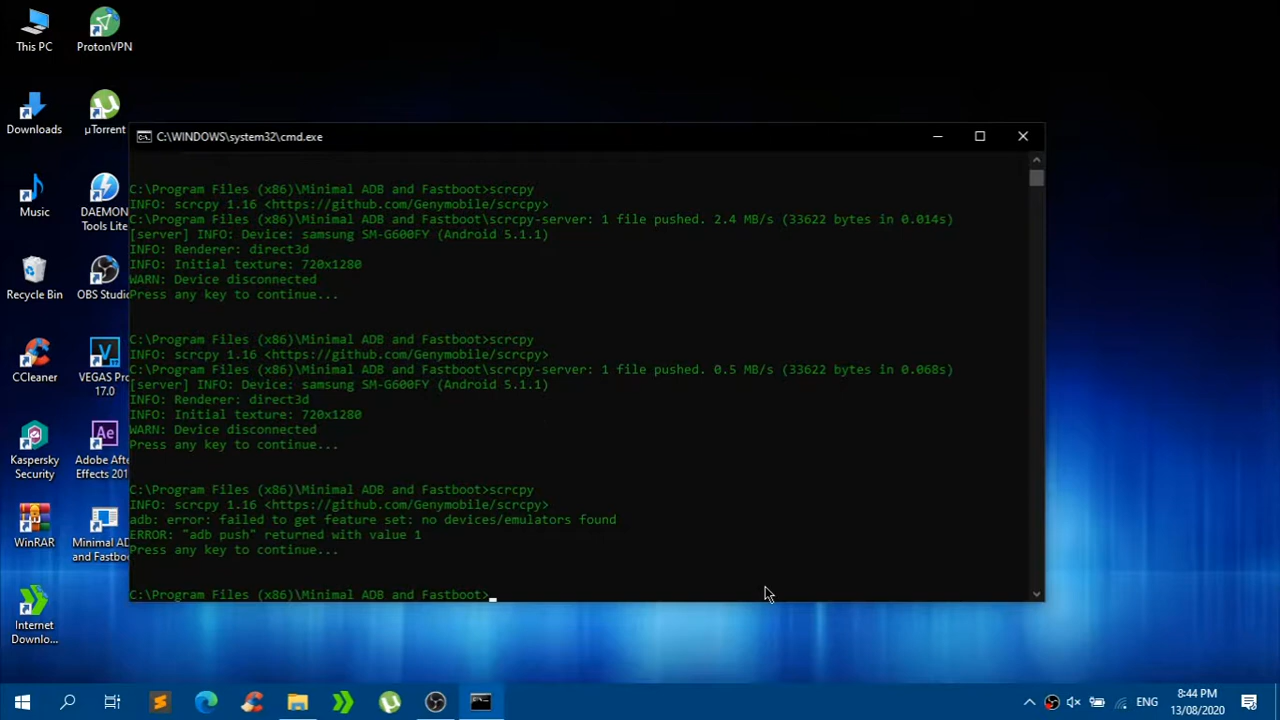 This PC
ProtonVPN
Downloads
µTorrent
Music
DAEMON
Tools Lite
Recycle Bin
OBS Studio
CCleaner
VEGAS Pro
17.0
Kaspersky
Security
Adobe Afte
Effects 201
WinRAR
Minimal AD
and Fastboo
Internet
Downlo...
C:\WINDOWS\system32\cmd.exe
C:\Program Files (x86)\Minimal ADB and Fastboot>scrcpy
INFO: scrcpy 1.16 <https://github.com/Genymobile/scrcpy>
C:\Program Files (x86)\Minimal ADB and Fastboot\scrcpy-server: 1 file pushed. 2.4 MB/s (33622 bytes in 0.014s)
[server] INFO: Device: samsung SM-G600FY (Android 5.1.1)
INFO: Renderer: direct3d
INFO: Initial texture: 720x1280
WARN: Device disconnected
Press any key to continue...
C:\Program Files (x86)\Minimal ADB and Fastboot>scrcpy
INFO: scrcpy 1.16 <https://github.com/Genymobile/scrcpy>
C:\Program Files (x86)\Minimal ADB and Fastboot\scrcpy-server: 1 file pushed. 0.5 MB/s (33622 bytes in 0.068s)
[server] INFO: Device: samsung SM-G600FY (Android 5.1.1)
INFO: Renderer: direct3d
INFO: Initial texture: 720x1280
WARN: Device disconnected
Press any key to continue...
C:\Program Files (x86)\Minimal ADB and Fastboot>scrcpy
INFO: scrcpy 1.16 <https://github.com/Genymobile/scrcpy>
adb: error: failed to get feature set: no devices/emulators found
ERROR: "adb push" returned with value 1
Press any key to continue...
C:\Program Files (x86)\Minimal ADB and Fastboot>
ENG
8:44 PM
13/08/2020